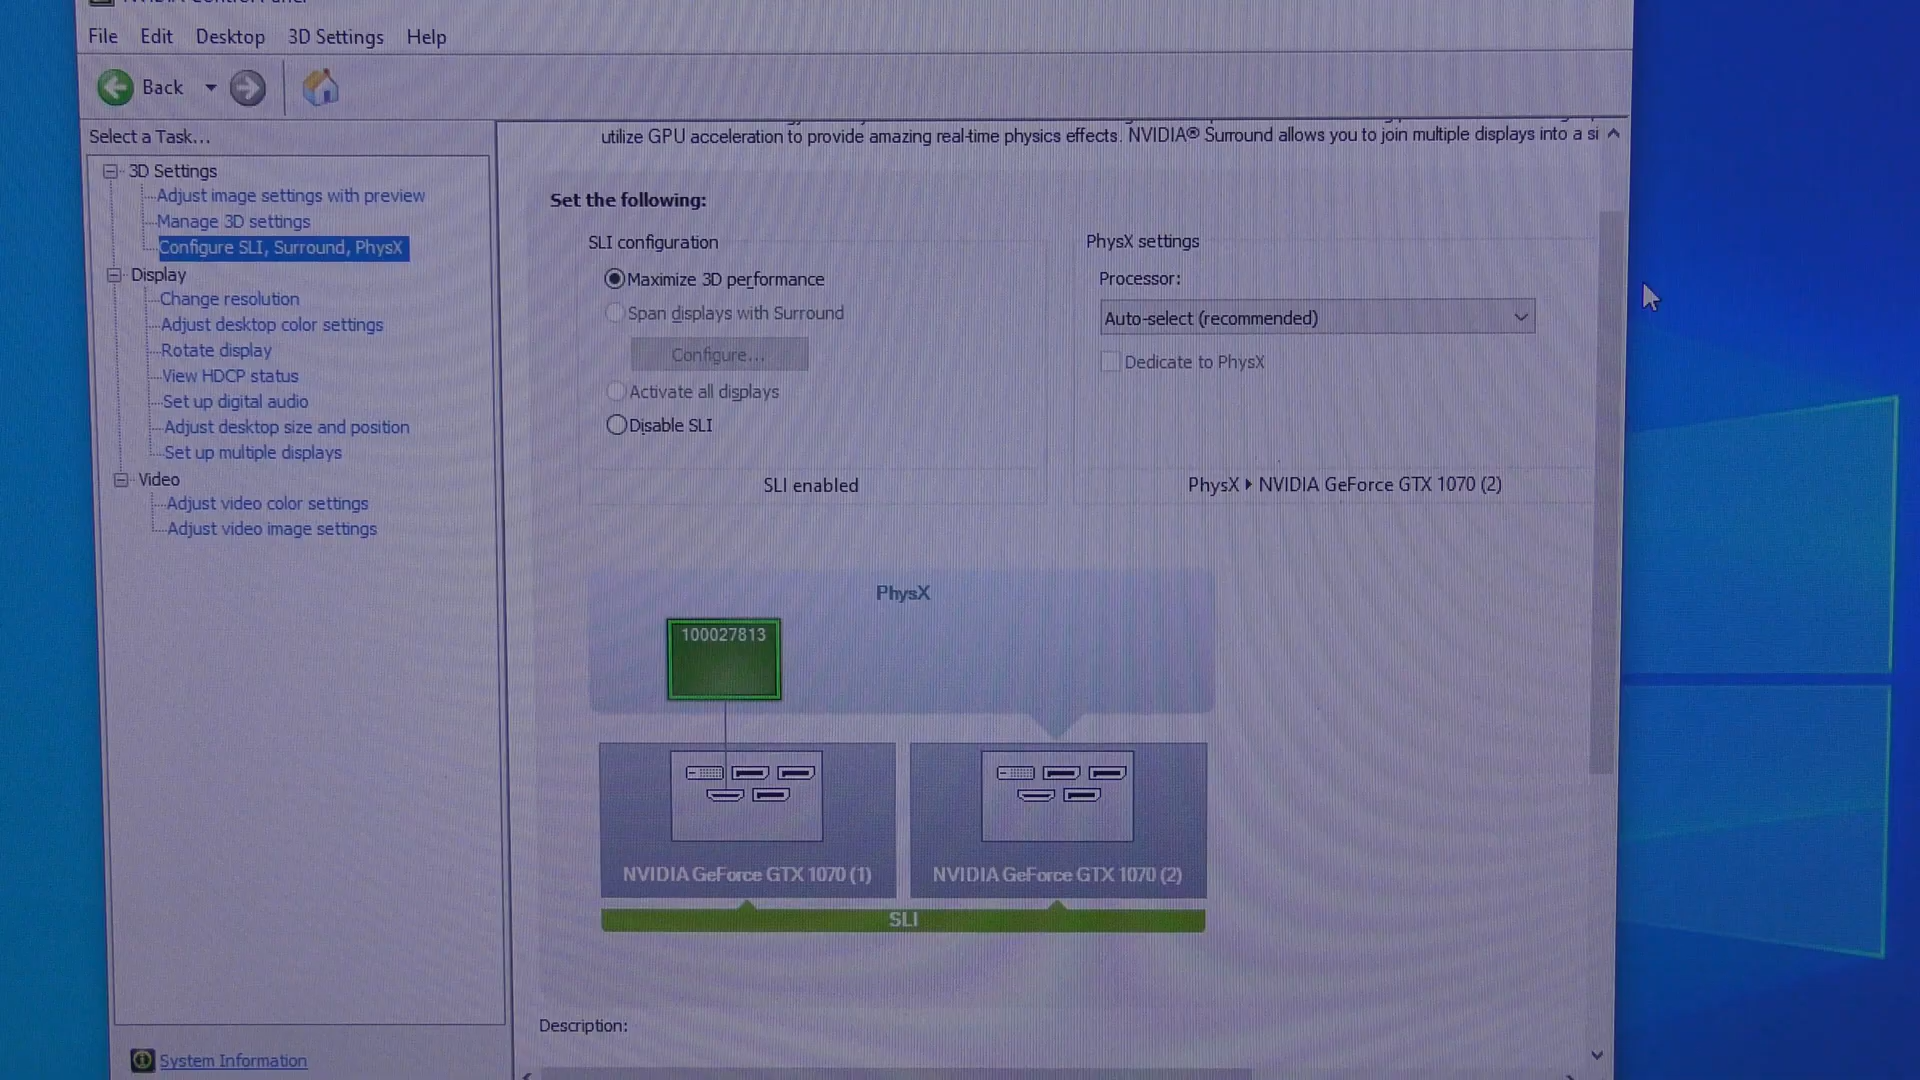 NVIDIA Control Panel
File Edit Desktop 3D Settings Help
Back
Select a Task...
3D Settings
Adjust image settings with preview
Manage 3D settings
Configure SLI, Surround, PhysX
Display
Change resolution
Adjust desktop color settings
Rotate display
View HDCP status
Set up digital audio
Adjust desktop size and position
Set up multiple displays
Video
Adjust video color settings
Adjust video image settings
System Information
utilize GPU acceleration to provide amazing real-time physics effects. NVIDIA® Surround allows you to join multiple displays into a si
Set the following:
SLI configuration
Maximize 3D performance
Span displays with Surround
Configure...
Activate all displays
Disable SLI
SLI enabled
PhysX settings
Processor:
Auto-select (recommended)
Dedicate to PhysX
PhysX ▸ NVIDIA GeForce GTX 1070 (2)
PhysX
100027813
NVIDIA GeForce GTX 1070 (1)
NVIDIA GeForce GTX 1070 (2)
SLI
Description: